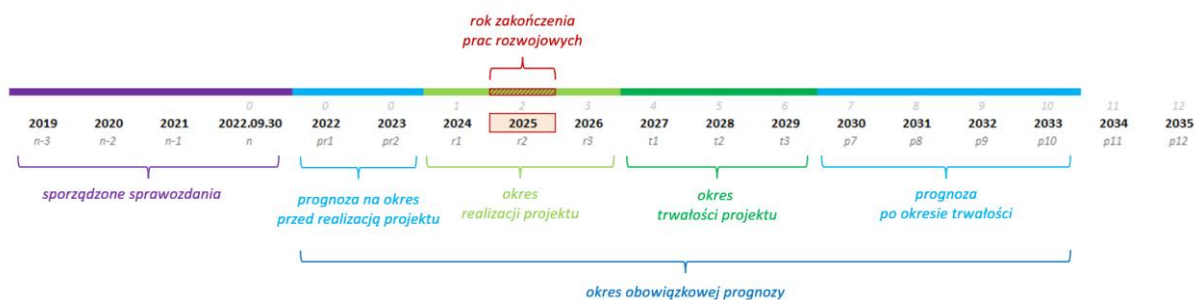 rok zakończenia
prac rozwojowych
0 0 0 1 2 3 4 5 6 7 8 9 10 11 12
2019 2020 2021 2022.09.30 2022 2023 2024 2025 2026 2027 2028 2029 2030 2031 2032 2033 2034 2035
n-3 n-2 n-1 n pr1 pr2 r1 r2 r3 t1 t2 t3 p7 p8 p9 p10 p11 p12
sporządzone sprawozdania
prognoza na okres
przed realizacją projektu
okres
realizacji projektu
okres
trwałości projektu
prognoza
po okresie trwałości
okres obowiązkowej prognozy